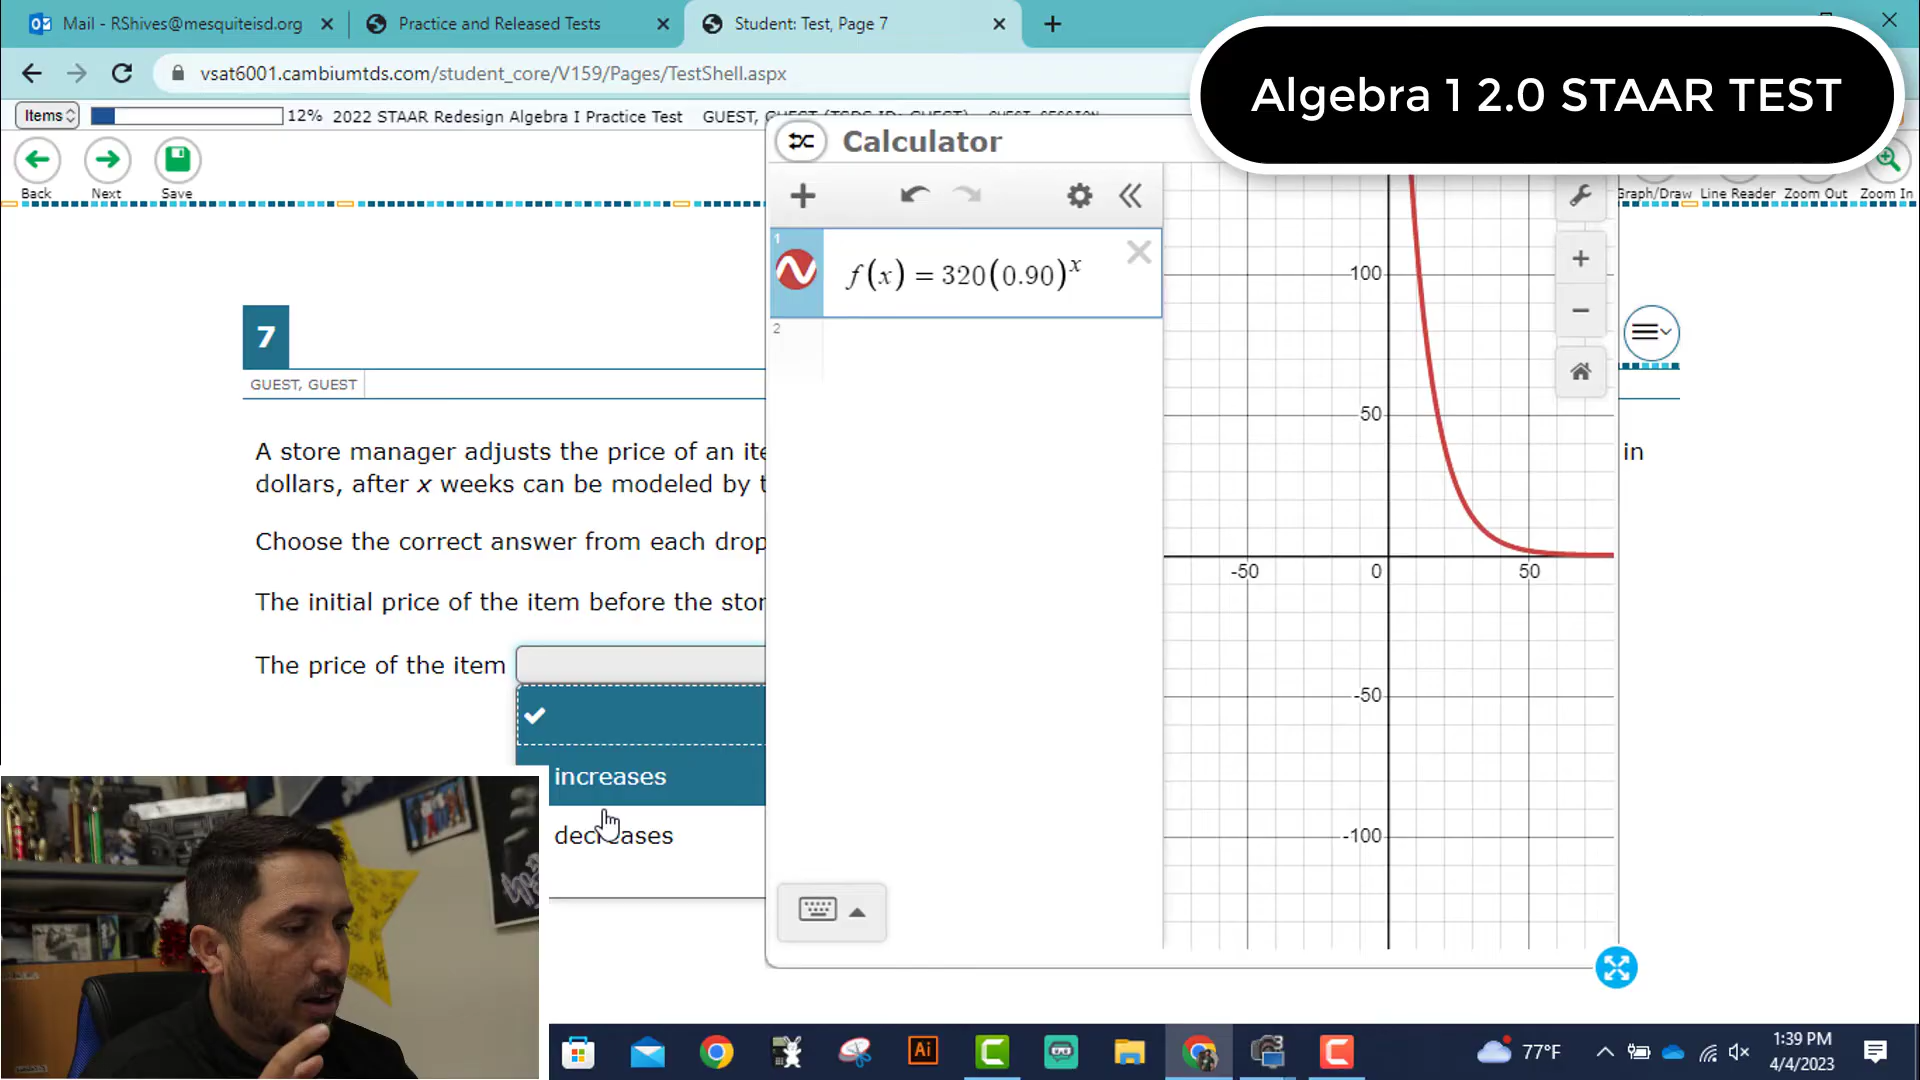 Mail - RShives@mesquiteisd.org
Practice and Released Tests
Student: Test, Page 7
vsat6001.cambiumtds.com/student_core/V159/Pages/TestShell.aspx
Algebra 1 2.0 STAAR TEST
Items
12%
2022 STAAR Redesign Algebra I Practice Test
GUEST,
Back
Next
Save
Calculator
Graph/Draw
Line Reader
Zoom Out
Zoom In
1
f(x) = 320(0.90)^x
2
7
GUEST, GUEST
A store manager adjusts the price of an
in
dollars, after x weeks can be modeled by
Choose the correct answer from each
The initial price of the item before the
The price of the item
increases
decreases
100
50
-50
0
50
-50
-100
Ai
77°F
1:39 PM
4/4/2023